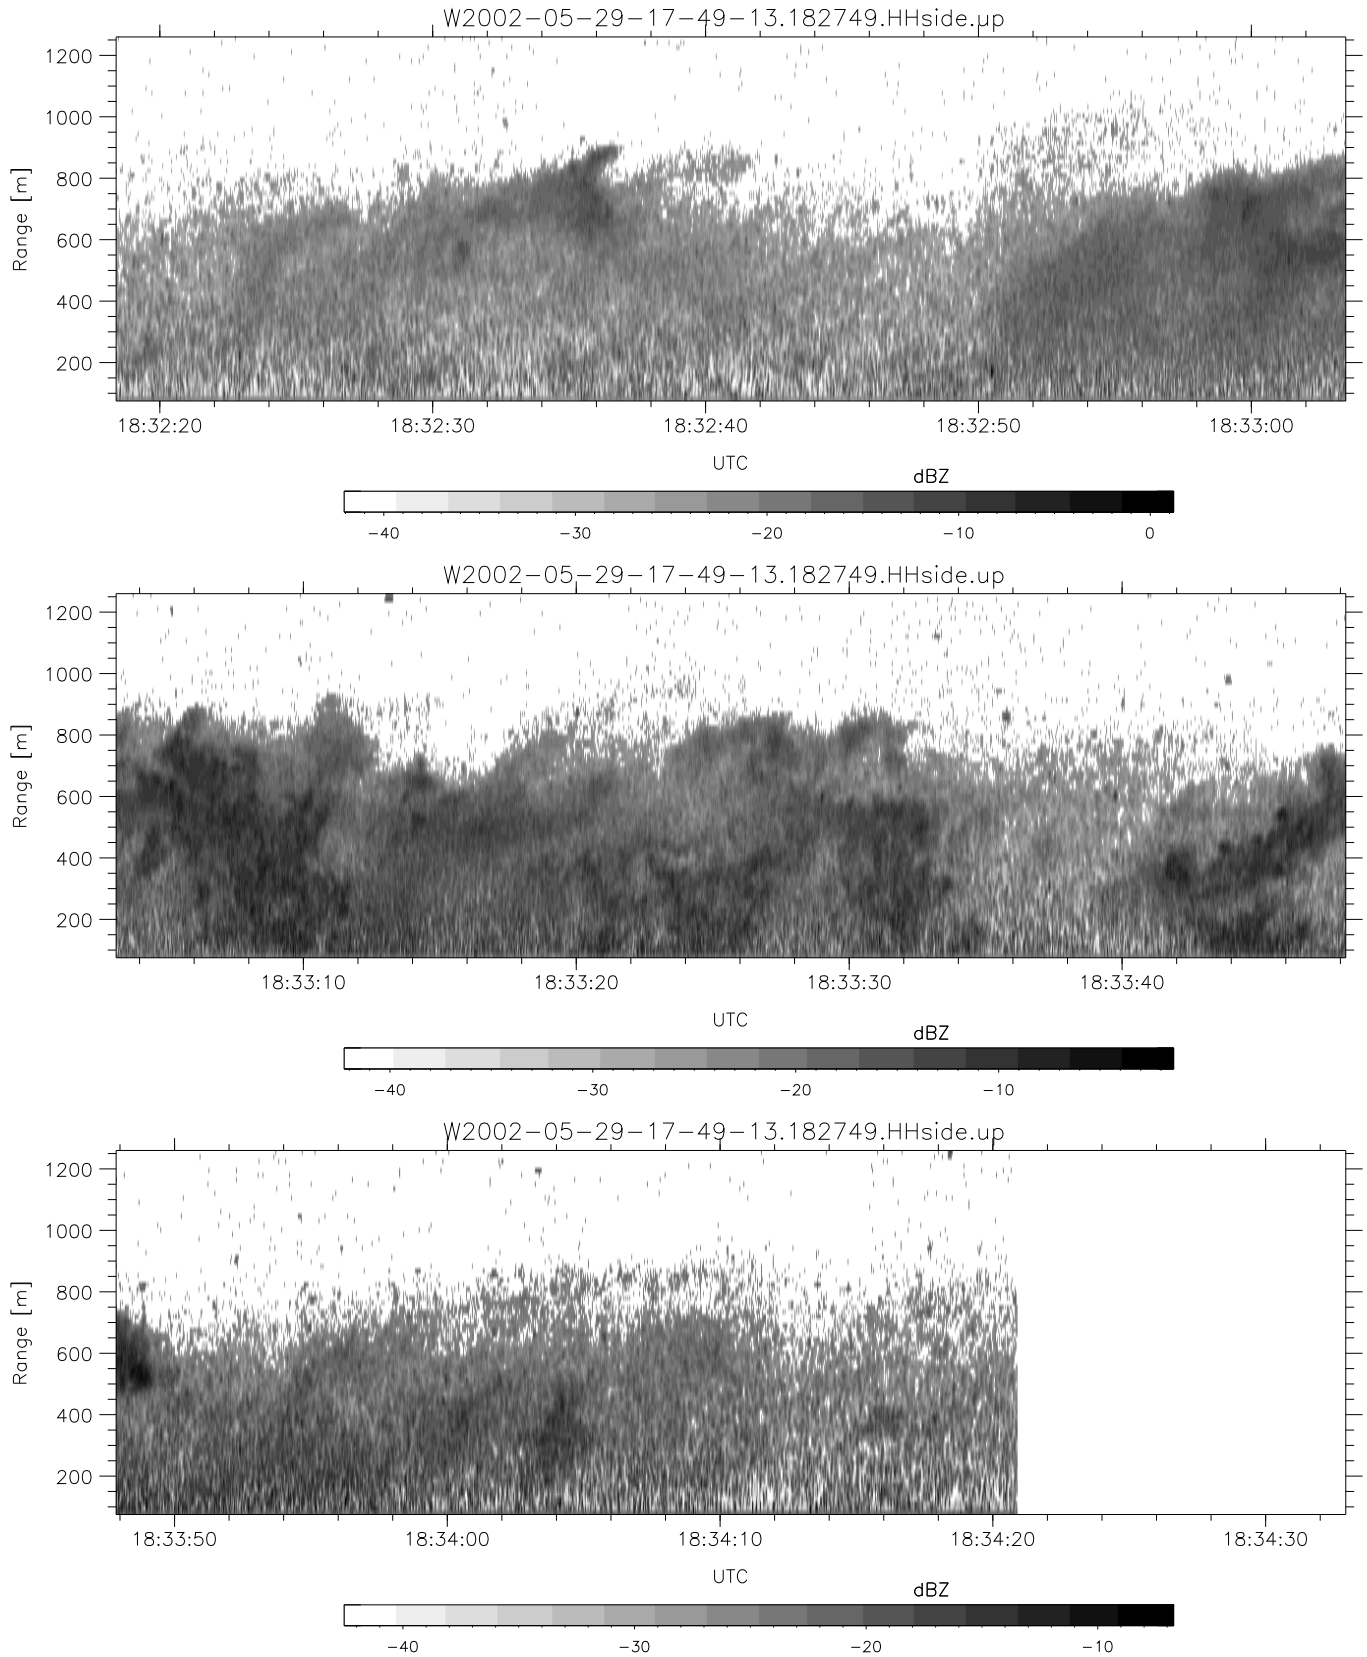 W2002-05-29-17-49-13.182749.HHside.up
1200
1000
800
600
400
200
Range [m]
18:32:20 18:32:30 18:32:40 18:32:50 18:33:00
UTC
dBZ
-40 -30 -20 -10 0
W2002-05-29-17-49-13.182749.HHside.up
1200
1000
800
600
400
200
Range [m]
18:33:10 18:33:20 18:33:30 18:33:40
UTC
dBZ
-40 -30 -20 -10
W2002-05-29-17-49-13.182749.HHside.up
1200
1000
800
600
400
200
Range [m]
18:33:50 18:34:00 18:34:10 18:34:20 18:34:30
UTC
dBZ
-40 -30 -20 -10